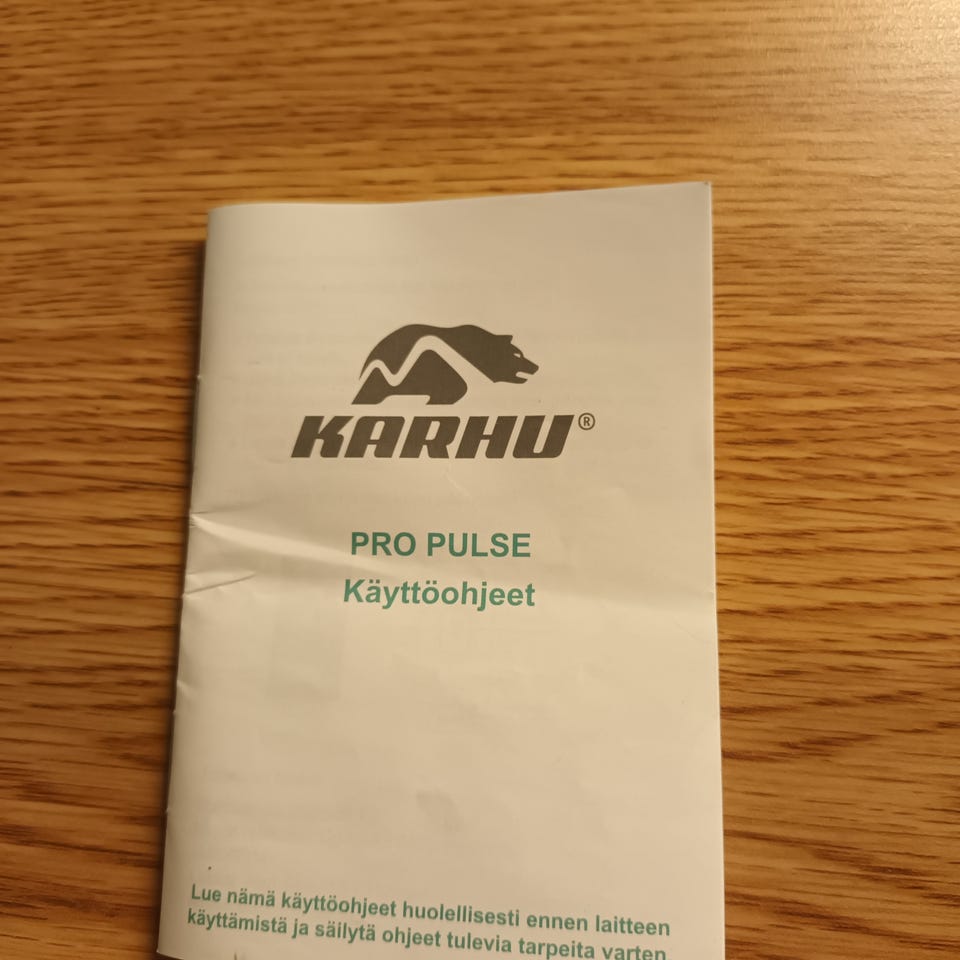 KARHU®
PRO PULSE
Käyttöohjeet
Lue nämä käyttöohjeet huolellisesti ennen laitteen
käyttämistä ja säilytä ohjeet tulevia tarpeita varten